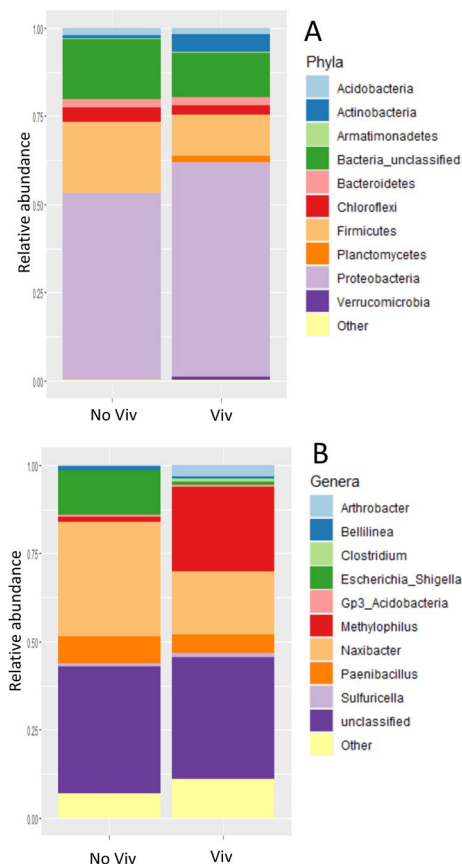 A
Phyla
Acidobacteria
Actinobacteria
Armatimonadetes
Bacteria_unclassified
Bacteroidetes
Chloroflexi
Firmicutes
Planctomycetes
Proteobacteria
Verrucomicrobia
Other
Relative abundance
1.00
0.75
0.50
0.25
0.00
No Viv
Viv
B
Genera
Arthrobacter
Bellilinea
Clostridium
Escherichia_Shigella
Gp3_Acidobacteria
Methylophilus
Naxibacter
Paenibacillus
Sulfuricella
unclassified
Other
Relative abundance
1.00
0.75
0.50
0.25
0.00
No Viv
Viv